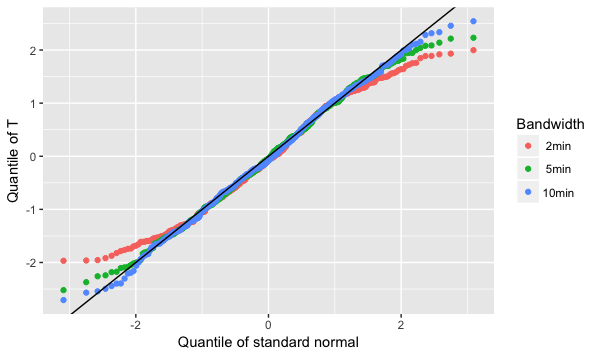 2
1
0
-1
-2
-2
0
2
Quantile of standard normal
Quantile of T
Bandwidth
2min
5min
10min